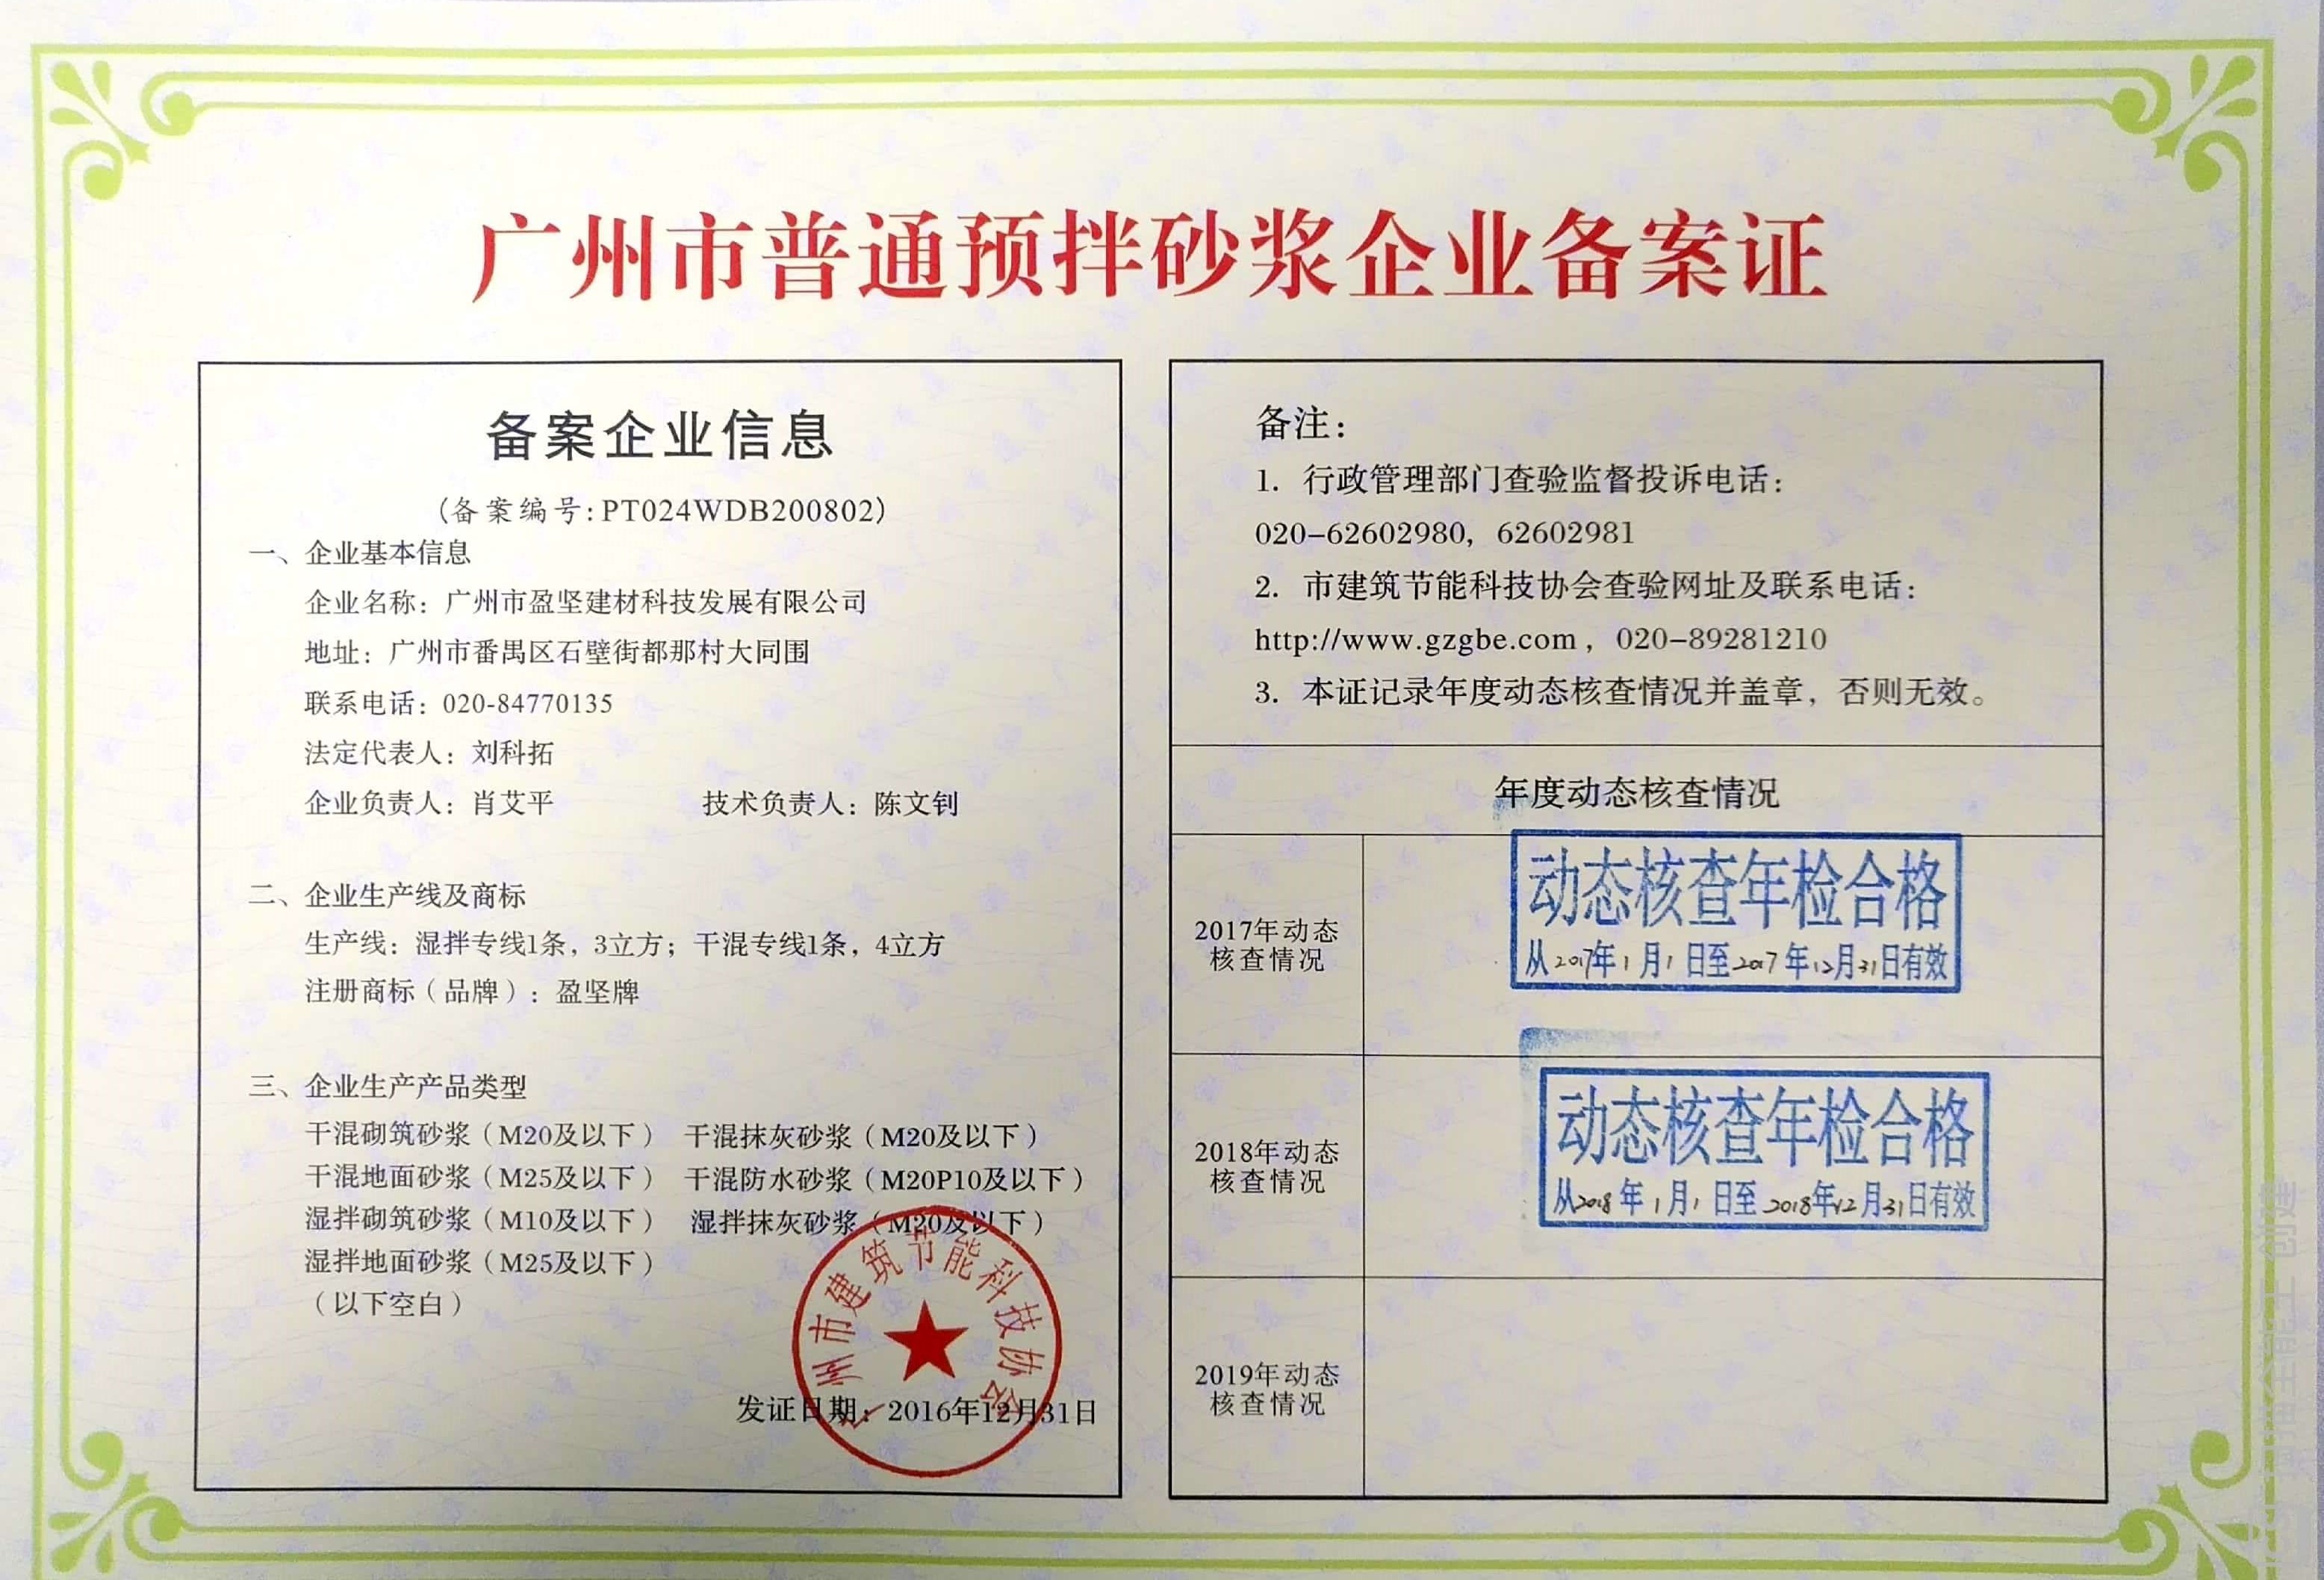 广州市普通预拌砂浆企业备案证
备案企业信息
(备案编号:PT024WDB200802)
一、企业基本信息
企业名称：广州市盈坚建材科技发展有限公司
地址：广州市番禺区石壁街都那村大同围
联系电话：020-84770135
法定代表人：刘科拓
企业负责人：肖艾平 技术负责人：陈文钊
二、企业生产线及商标
生产线：湿拌专线1条，3立方；干混专线1条，4立方
注册商标（品牌）：盈坚牌
三、企业生产产品类型
干混砌筑砂浆（M20及以下） 干混抹灰砂浆（M20及以下）
干混地面砂浆（M25及以下） 干混防水砂浆（M20P10及以下）
湿拌砌筑砂浆（M10及以下） 湿拌抹灰砂浆（M20及以下）
湿拌地面砂浆（M25及以下）
（以下空白）
广州市建筑节能科技协会
发证日期：2016年12月31日
备注：
1. 行政管理部门查验监督投诉电话：
020-62602980，62602981
2. 市建筑节能科技协会查验网址及联系电话：
http://www.gzgbe.com，020-89281210
3. 本证记录年度动态核查情况并盖章，否则无效。
年度动态核查情况
2017年动态
核查情况
动态核查年检合格
从2017年1月1日至2017年12月31日有效
2018年动态
核查情况
动态核查年检合格
从2018年1月1日至2018年12月31日有效
2019年动态
核查情况